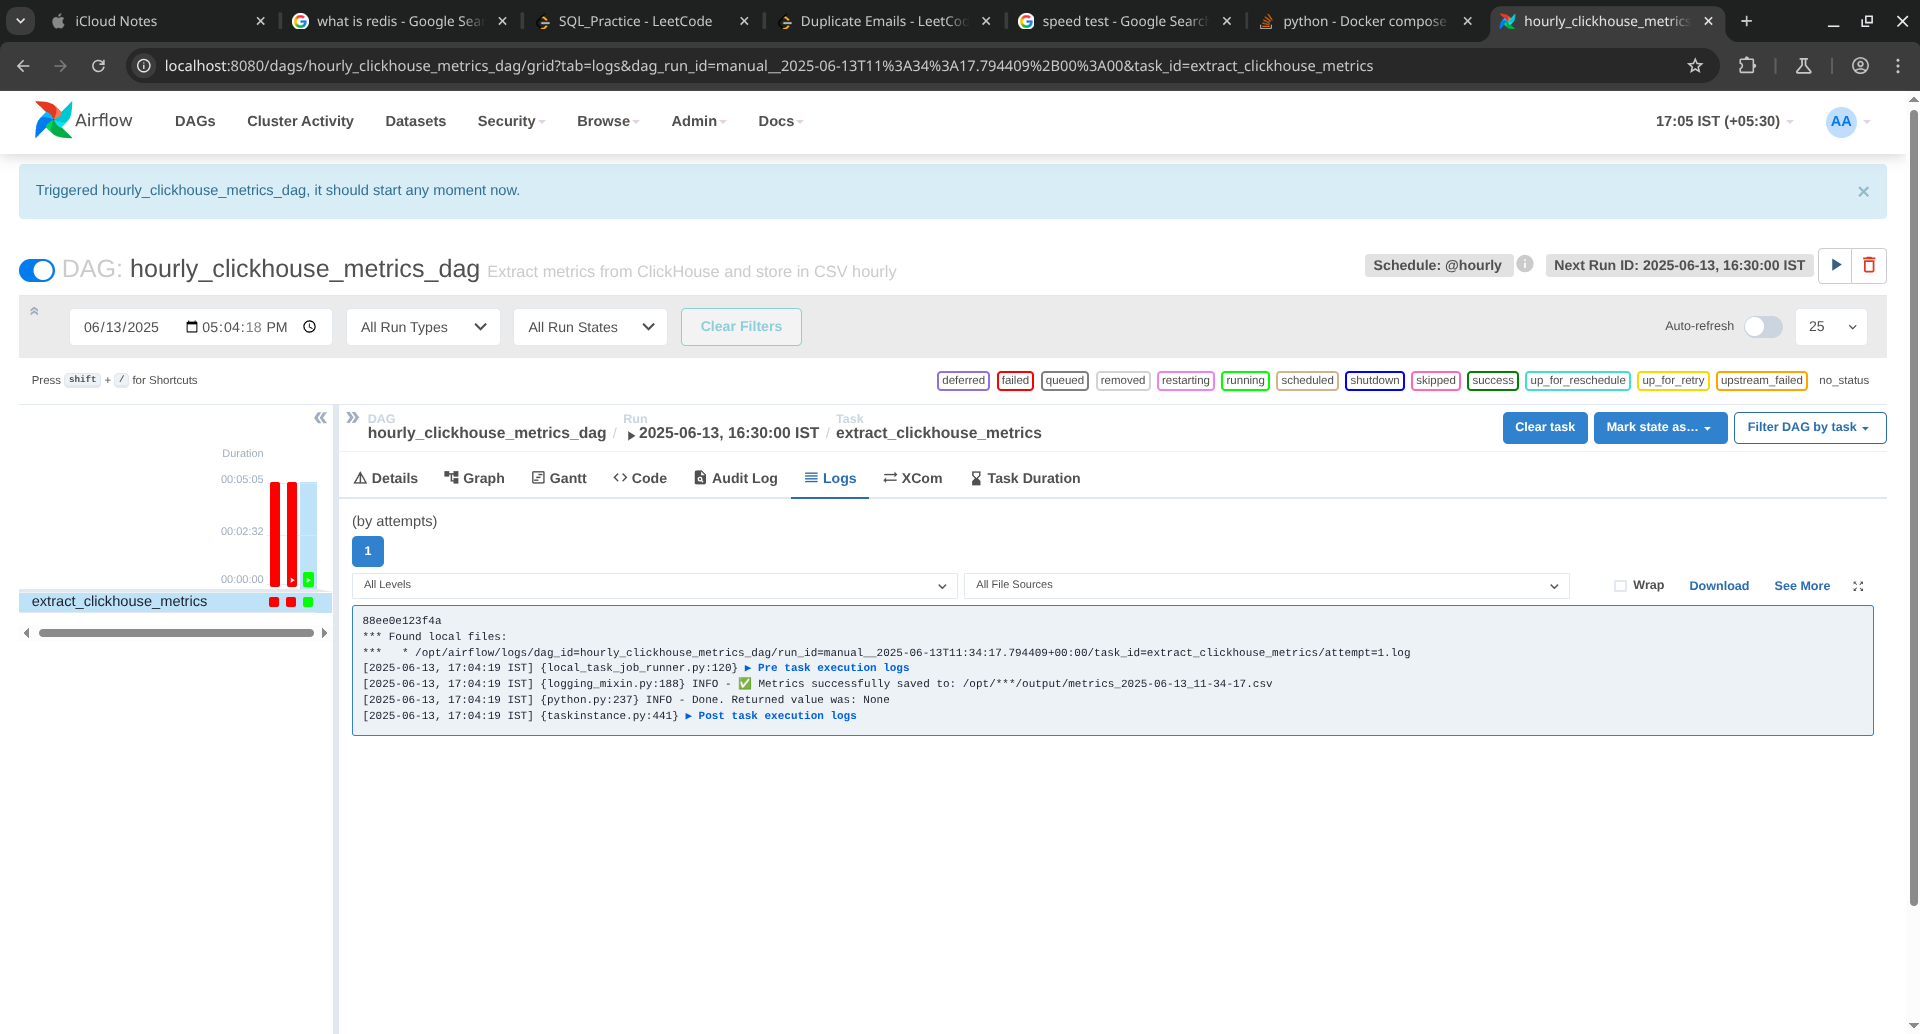 iCloud Notes
what is redis - Google Sea
SQL_Practice - LeetCode
Duplicate Emails - LeetCo
speed test - Google Search
python - Docker compose
hourly_clickhouse_metrics
localhost:8080/dags/hourly_clickhouse_metrics_dag/grid?tab=logs&dag_run_id=manual__2025-06-13T11%3A34%3A17.794409%2B00%3A00&task_id=extract_clickhouse_metrics
Airflow DAGs Cluster Activity Datasets Security Browse Admin Docs 17:05 IST (+05:30) AA
Triggered hourly_clickhouse_metrics_dag, it should start any moment now.
DAG: hourly_clickhouse_metrics_dag Extract metrics from ClickHouse and store in CSV hourly Schedule: @hourly Next Run ID: 2025-06-13, 16:30:00 IST
06/13/2025 05:04:18 PM All Run Types All Run States Clear Filters Auto-refresh 25
Press shift + / for Shortcuts deferred failed queued removed restarting running scheduled shutdown skipped success up_for_reschedule up_for_retry upstream_failed no_status
Duration
00:05:05
00:02:32
00:00:00
extract_clickhouse_metrics
DAG Run Task
hourly_clickhouse_metrics_dag / 2025-06-13, 16:30:00 IST / extract_clickhouse_metrics
Clear task Mark state as… Filter DAG by task
Details Graph Gantt Code Audit Log Logs XCom Task Duration
(by attempts)
1
All Levels All File Sources Wrap Download See More
88ee0e123f4a
*** Found local files:
***   * /opt/airflow/logs/dag_id=hourly_clickhouse_metrics_dag/run_id=manual__2025-06-13T11:34:17.794409+00:00/task_id=extract_clickhouse_metrics/attempt=1.log
[2025-06-13, 17:04:19 IST] {local_task_job_runner.py:120} ▶ Pre task execution logs
[2025-06-13, 17:04:19 IST] {logging_mixin.py:188} INFO - ✅ Metrics successfully saved to: /opt/***/output/metrics_2025-06-13_11-34-17.csv
[2025-06-13, 17:04:19 IST] {python.py:237} INFO - Done. Returned value was: None
[2025-06-13, 17:04:19 IST] {taskinstance.py:441} ▶ Post task execution logs